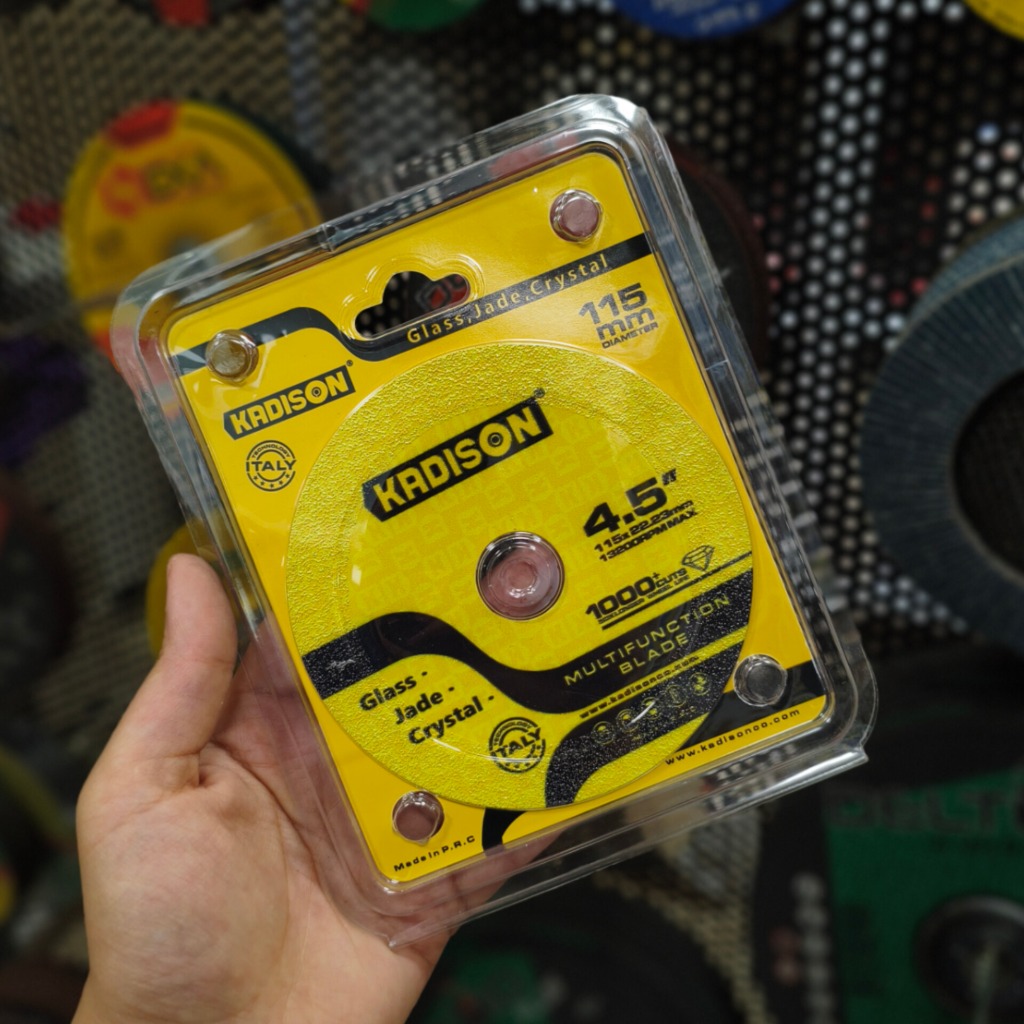 Glass,Jade,Crystal
115
mm
DIAMETER
KADISON®
TECHNOLOGY
ITALY
KADISON
4.5"
115x22.23mm
13200RPM MAX.
1000+ CUTS
MULTIFUNCTION
BLADE
Glass -
Jade -
Crystal -
www.kadisonco.com
ITALY
www.kadisonco.com
Made In P.R.C